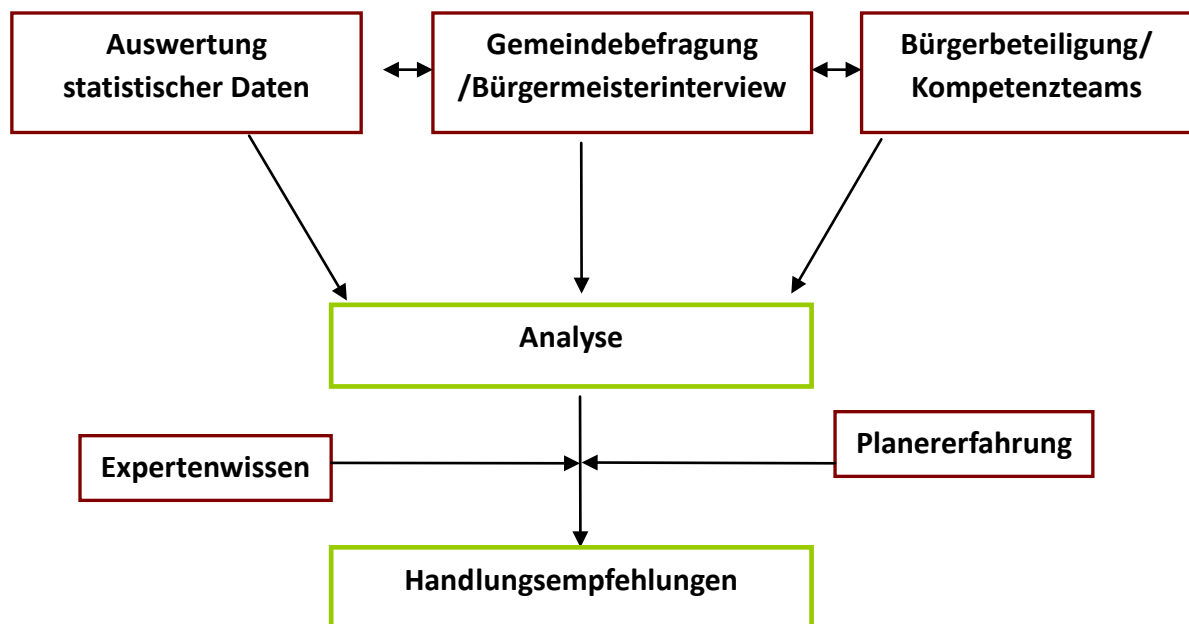 Auswertung
statistischer Daten
Gemeindebefragung
/Bürgermeisterinterview
Bürgerbeteiligung/
Kompetenzteams
Analyse
Expertenwissen
Planererfahrung
Handlungsempfehlungen